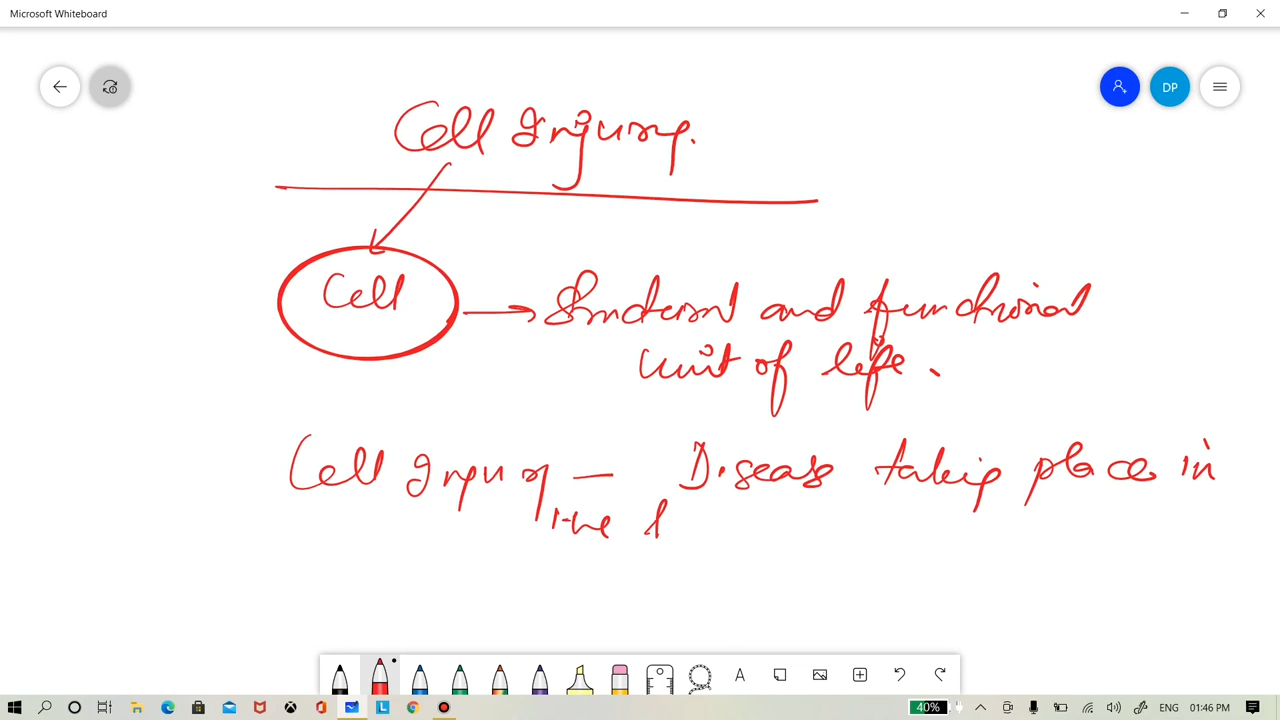 Microsoft Whiteboard
DP
Cell Injury.
Cell → Structural and functional
unit of life.
Cell Injury — Disease taking place in
the
A
40%
ENG
01:46 PM